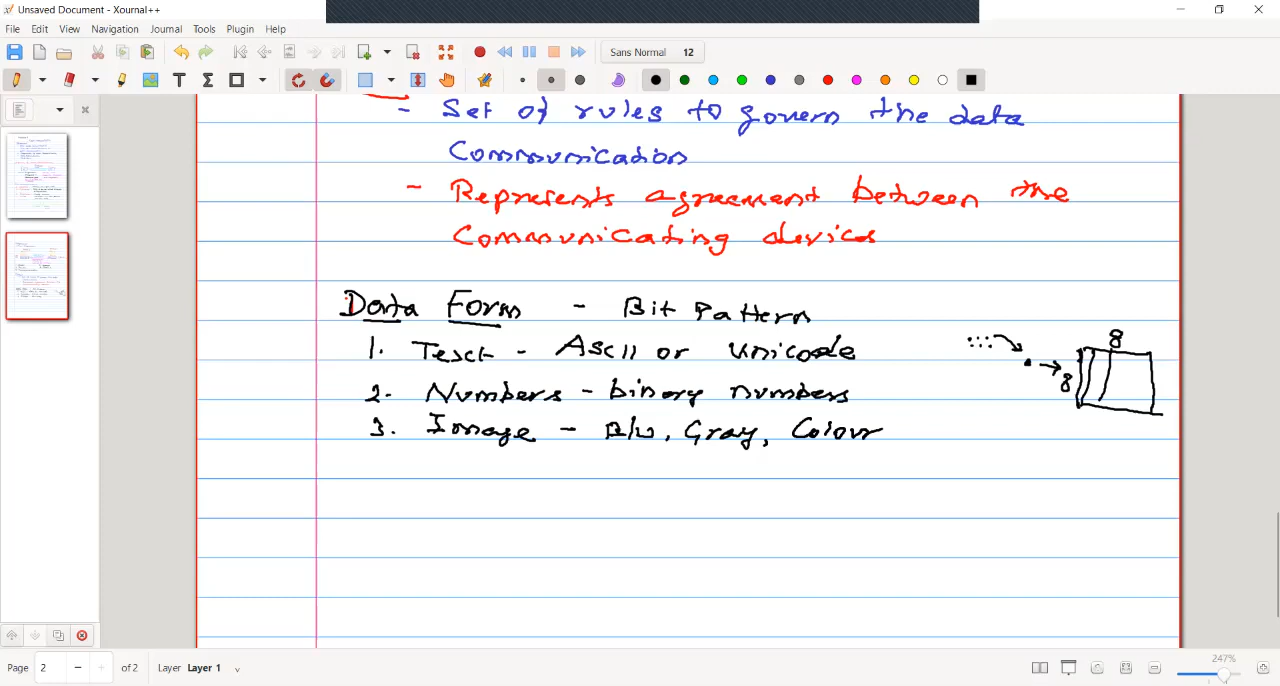 Unsaved Document - Xournal++
File Edit View Navigation Journal Tools Plugin Help
Sans Normal 12
- Set of rules to govern the data
Communication
- Represents agreement between the
Communicating devices
Data Form - Bit Pattern
1. Text - ASCII or Unicode
8
2. Numbers - binary numbers
8
3. Image - B/W, Gray, Colour
Page 2 of 2 Layer Layer 1
247%